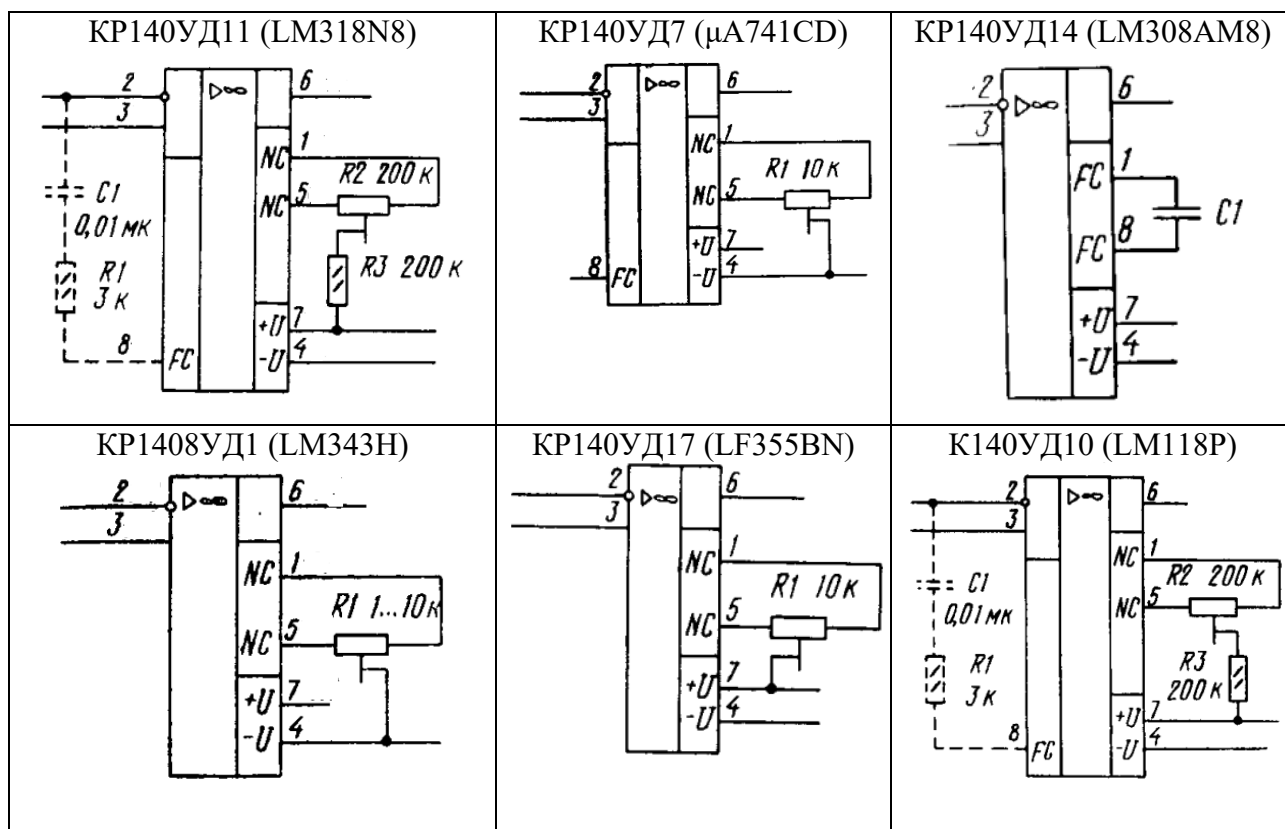 КР140УД11 (LM318N8)
2
3
▷∞
6
NC
1
R2 200 к
NC
5
C1
0,01 мк
R3 200 к
R1
3 к
+U
7
8
FC
-U
4
КР140УД7 (µA741CD)
2
3
▷∞
6
NC
1
R1 10 к
NC
5
+U
7
8
FC
-U
4
КР140УД14 (LM308AM8)
2
3
▷∞
6
FC
1
C1
FC
8
+U
7
-U
4
КР1408УД1 (LM343H)
2
3
▷∞
6
NC
1
R1 1...10к
NC
5
+U
7
-U
4
КР140УД17 (LF355BN)
2
3
▷∞
6
NC
1
R1 10 к
NC
5
+U
7
-U
4
К140УД10 (LM118P)
2
3
▷∞
6
NC
1
R2 200 к
NC
5
C1
0,01 мк
R1
3 к
R3
200 к
+U
7
8
FC
-U
4